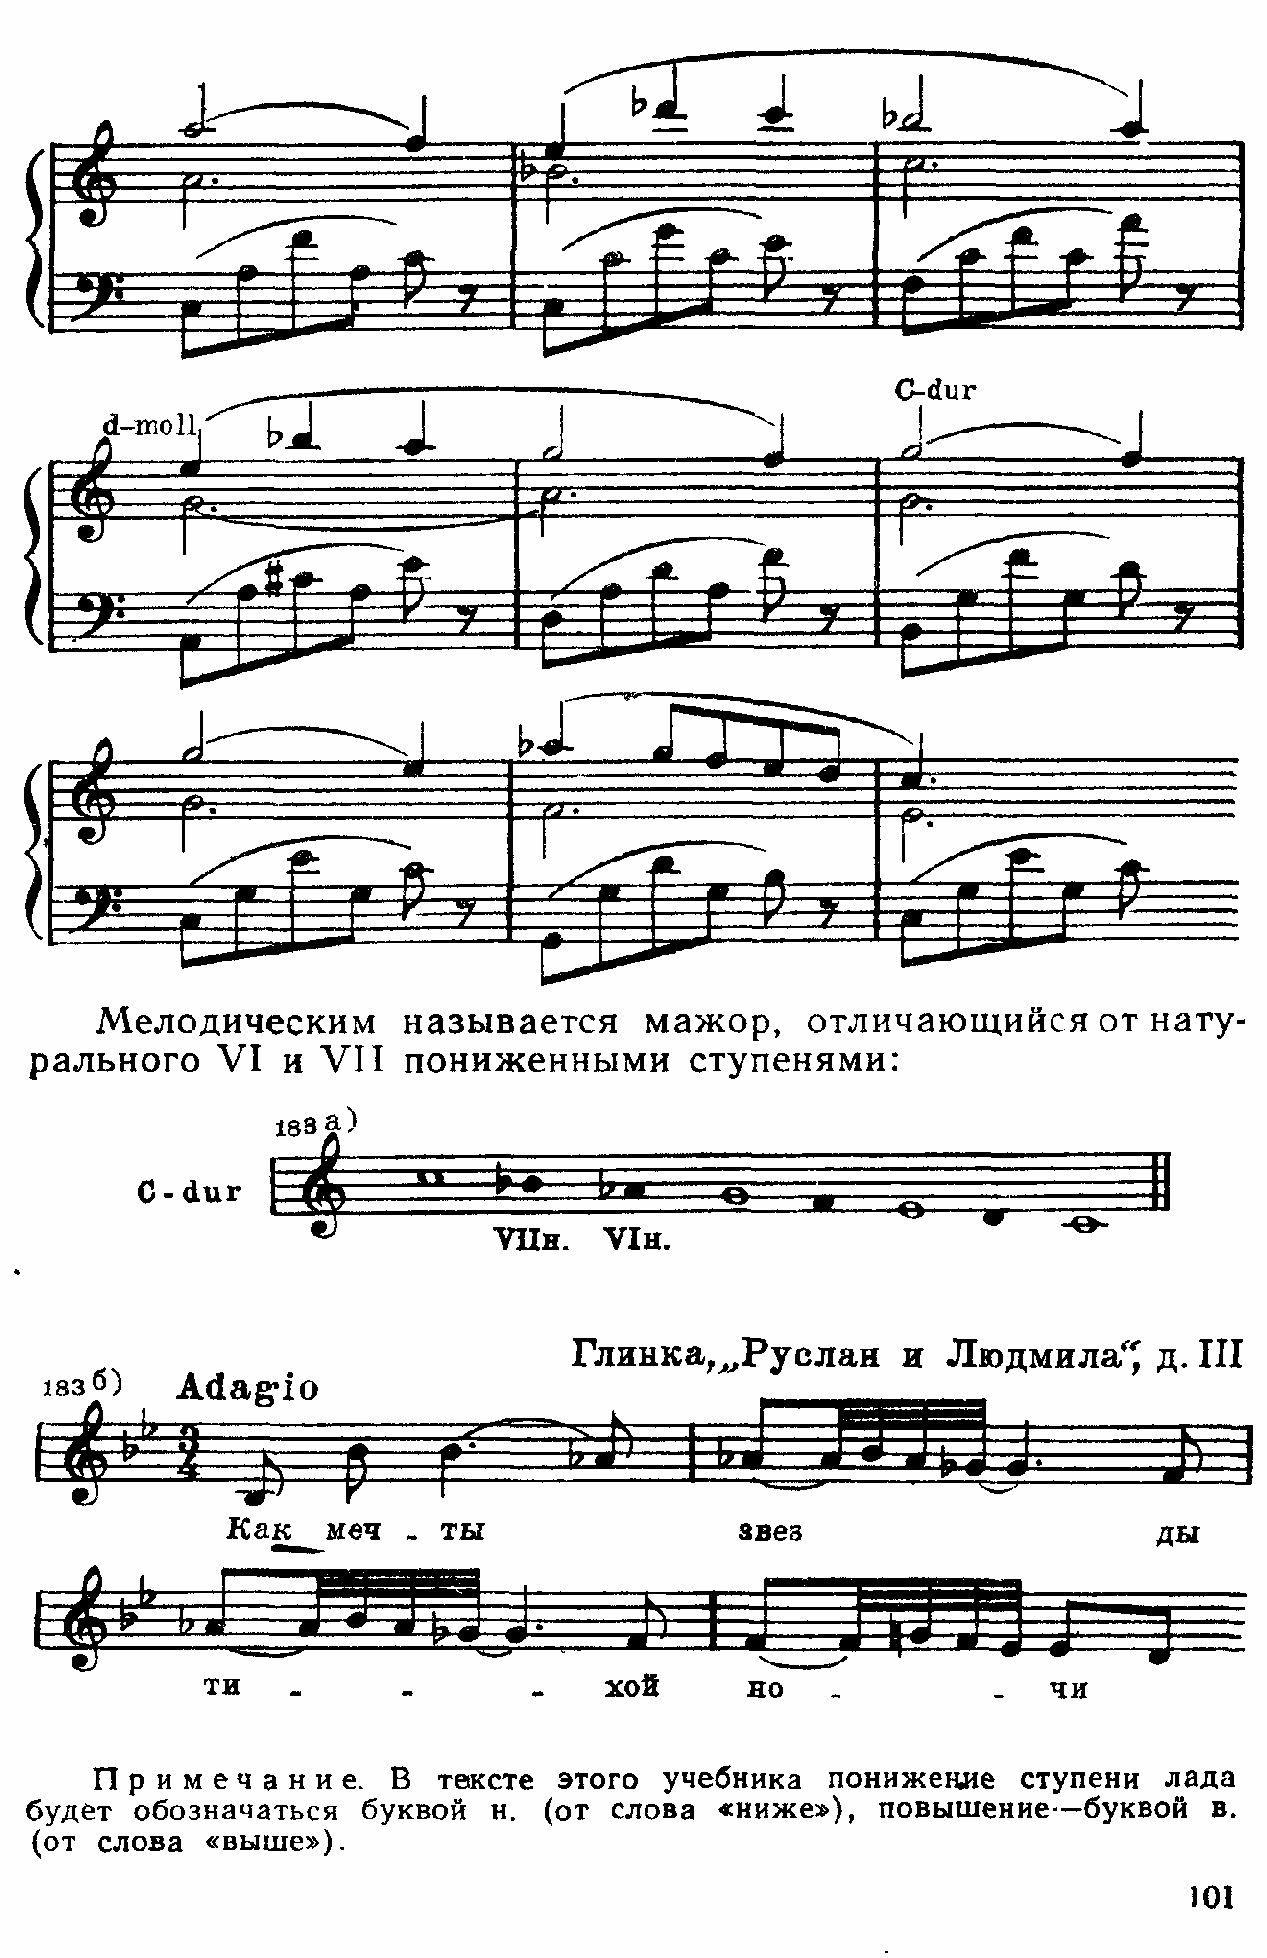 C-dur
d-moll
Мелодическим называется мажор, отличающийся от нату-
рального VI и VII пониженными ступенями:
183 а)
C-dur
VIIн. VIн.
Глинка, „Руслан и Людмила“, д. III
183 б) Adagio
3
4
Как меч - ты звез ды
ти - - - хой но - - чи
Примечание. В тексте этого учебника понижение ступени лада
будет обозначаться буквой н. (от слова «ниже»), повышение—буквой в.
(от слова «выше»).
101